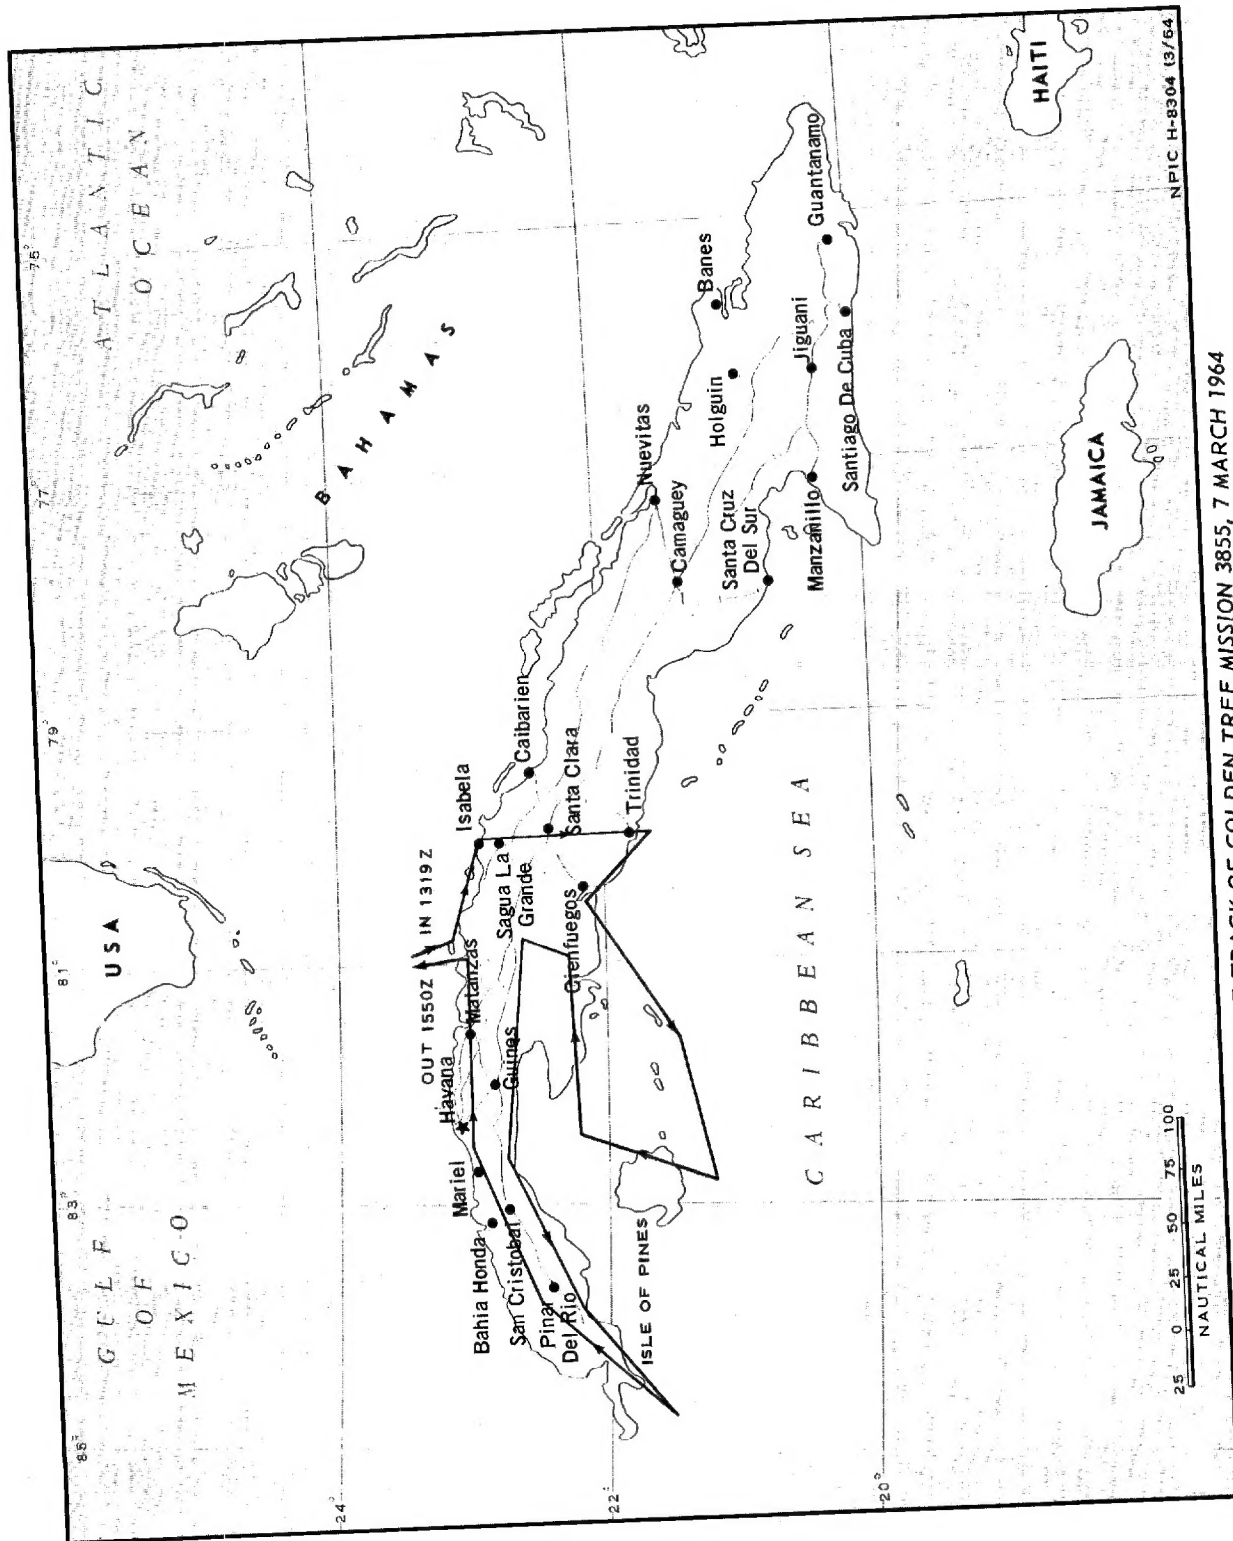 85°
83°
81°
79°
77°
75°
GULF
OF
MEXICO
USA
ATLANTIC
OCEAN
BAHAMAS
24°
OUT 1550Z
IN 1319Z
Havana
Matanzas
Mariel
Bahia Honda
San Cristobal
Pinar
Del Rio
Guines
Isabela
Sagua La
Grande
Caibarien
Santa Clara
Cienfuegos
Trinidad
Nuevitas
Camaguey
Santa Cruz
Del Sur
Holguin
Banes
Jiguani
Manzanillo
Santiago De Cuba
Guantanamo
22°
ISLE OF PINES
CARIBBEAN SEA
20°
JAMAICA
HAITI
25 0 25 50 75 100
NAUTICAL MILES
NPIC H-8304 (3/64
TRACK OF GOLDEN TREE MISSION 3855, 7 MARCH 1964